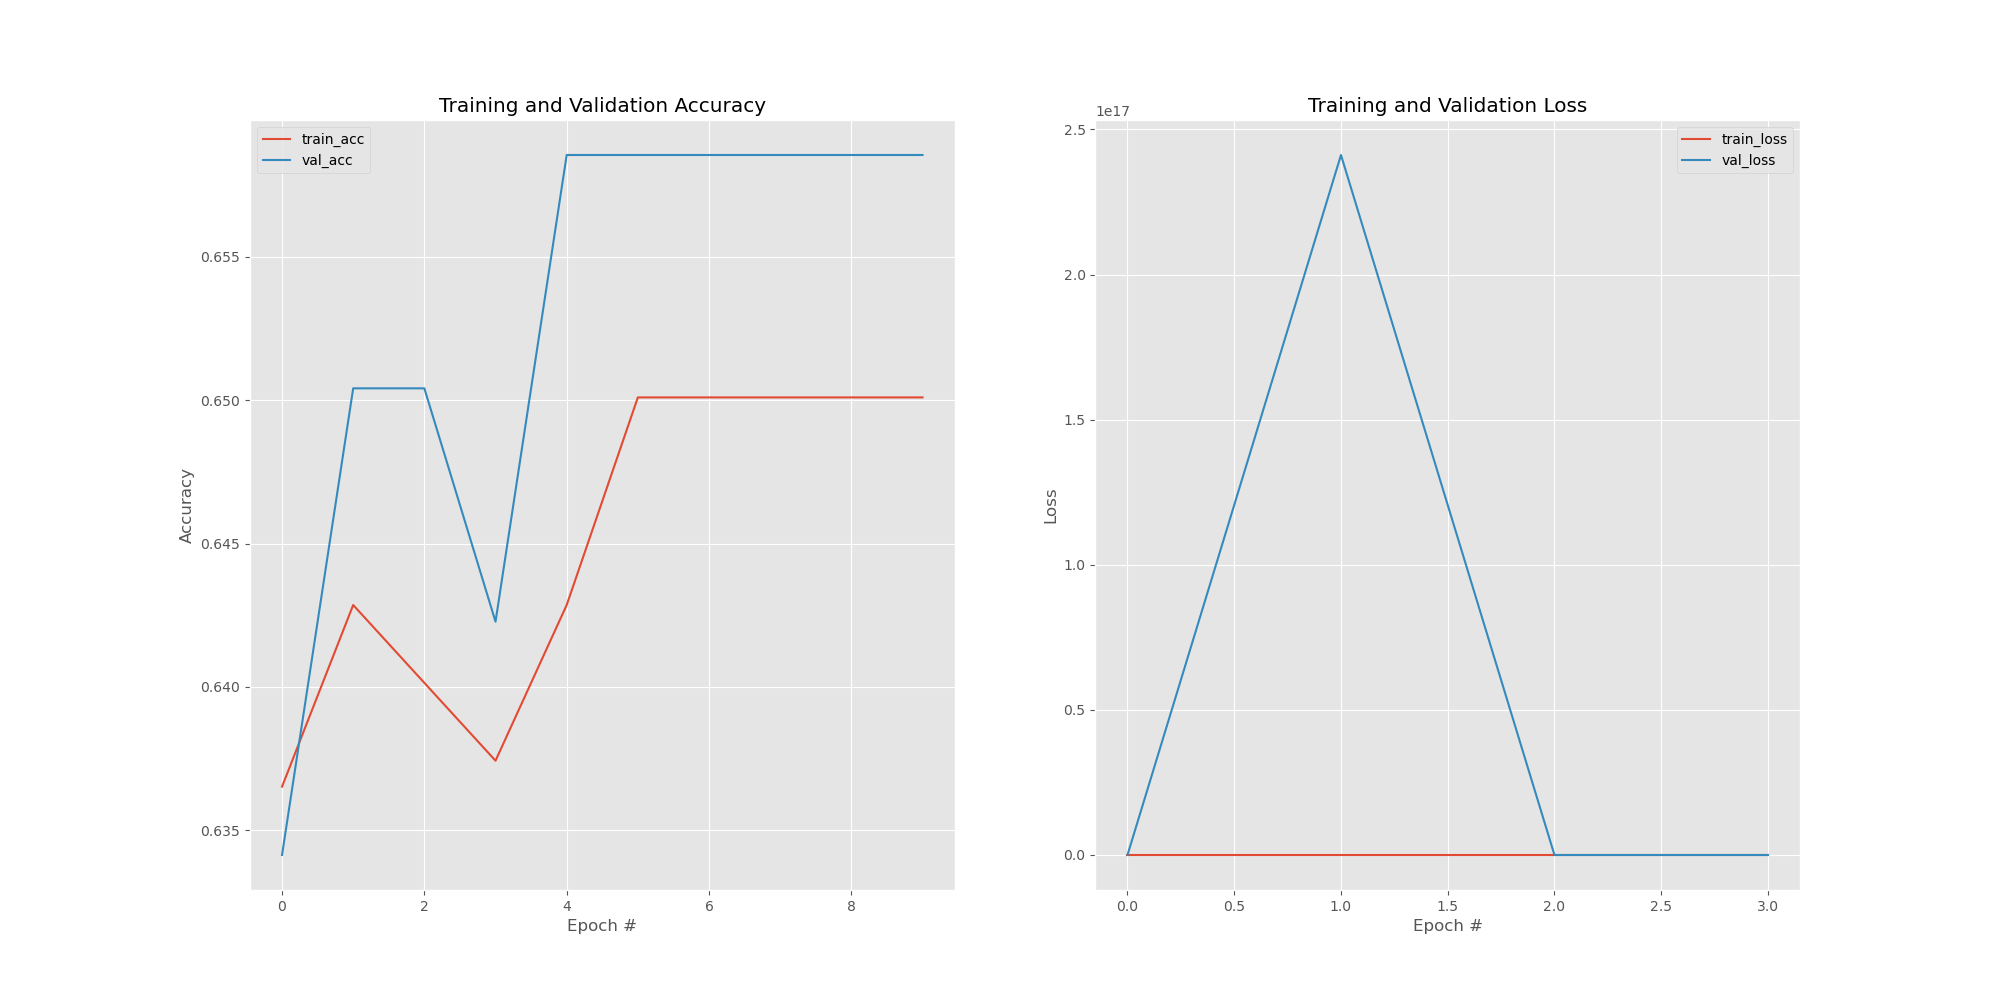 Training and Validation Accuracy
train_acc
val_acc
0.655
0.650
0.645
0.640
0.635
Accuracy
0 2 4 6 8
Epoch #
Training and Validation Loss
1e17
train_loss
val_loss
2.5
2.0
1.5
1.0
0.5
0.0
Loss
0.0 0.5 1.0 1.5 2.0 2.5 3.0
Epoch #